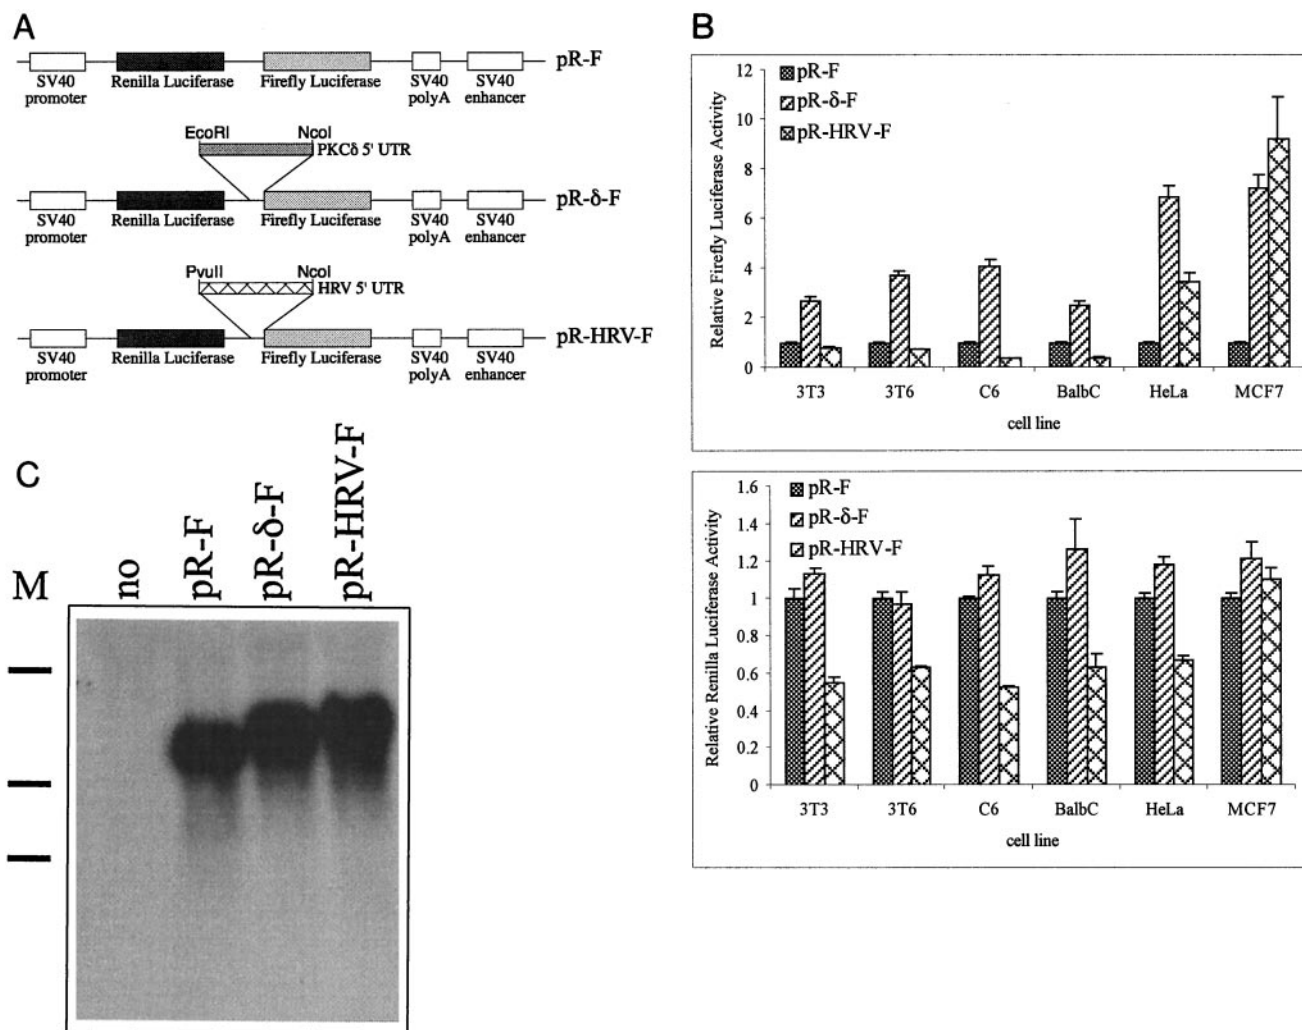 A
pR-F
SV40 promoter
Renilla Luciferase
Firefly Luciferase
SV40 polyA
SV40 enhancer
EcoRI
NcoI
PKCδ 5' UTR
pR-δ-F
SV40 promoter
Renilla Luciferase
Firefly Luciferase
SV40 polyA
SV40 enhancer
PvuII
NcoI
HRV 5' UTR
pR-HRV-F
SV40 promoter
Renilla Luciferase
Firefly Luciferase
SV40 polyA
SV40 enhancer
B
Relative Firefly Luciferase Activity
12
10
8
6
4
2
0
pR-F
pR-δ-F
pR-HRV-F
3T3
3T6
C6
BalbC
HeLa
MCF7
cell line
Relative Renilla Luciferase Activity
1.6
1.4
1.2
1
0.8
0.6
0.4
0.2
0
pR-F
pR-δ-F
pR-HRV-F
3T3
3T6
C6
BalbC
HeLa
MCF7
cell line
C
M
no
pR-F
pR-δ-F
pR-HRV-F